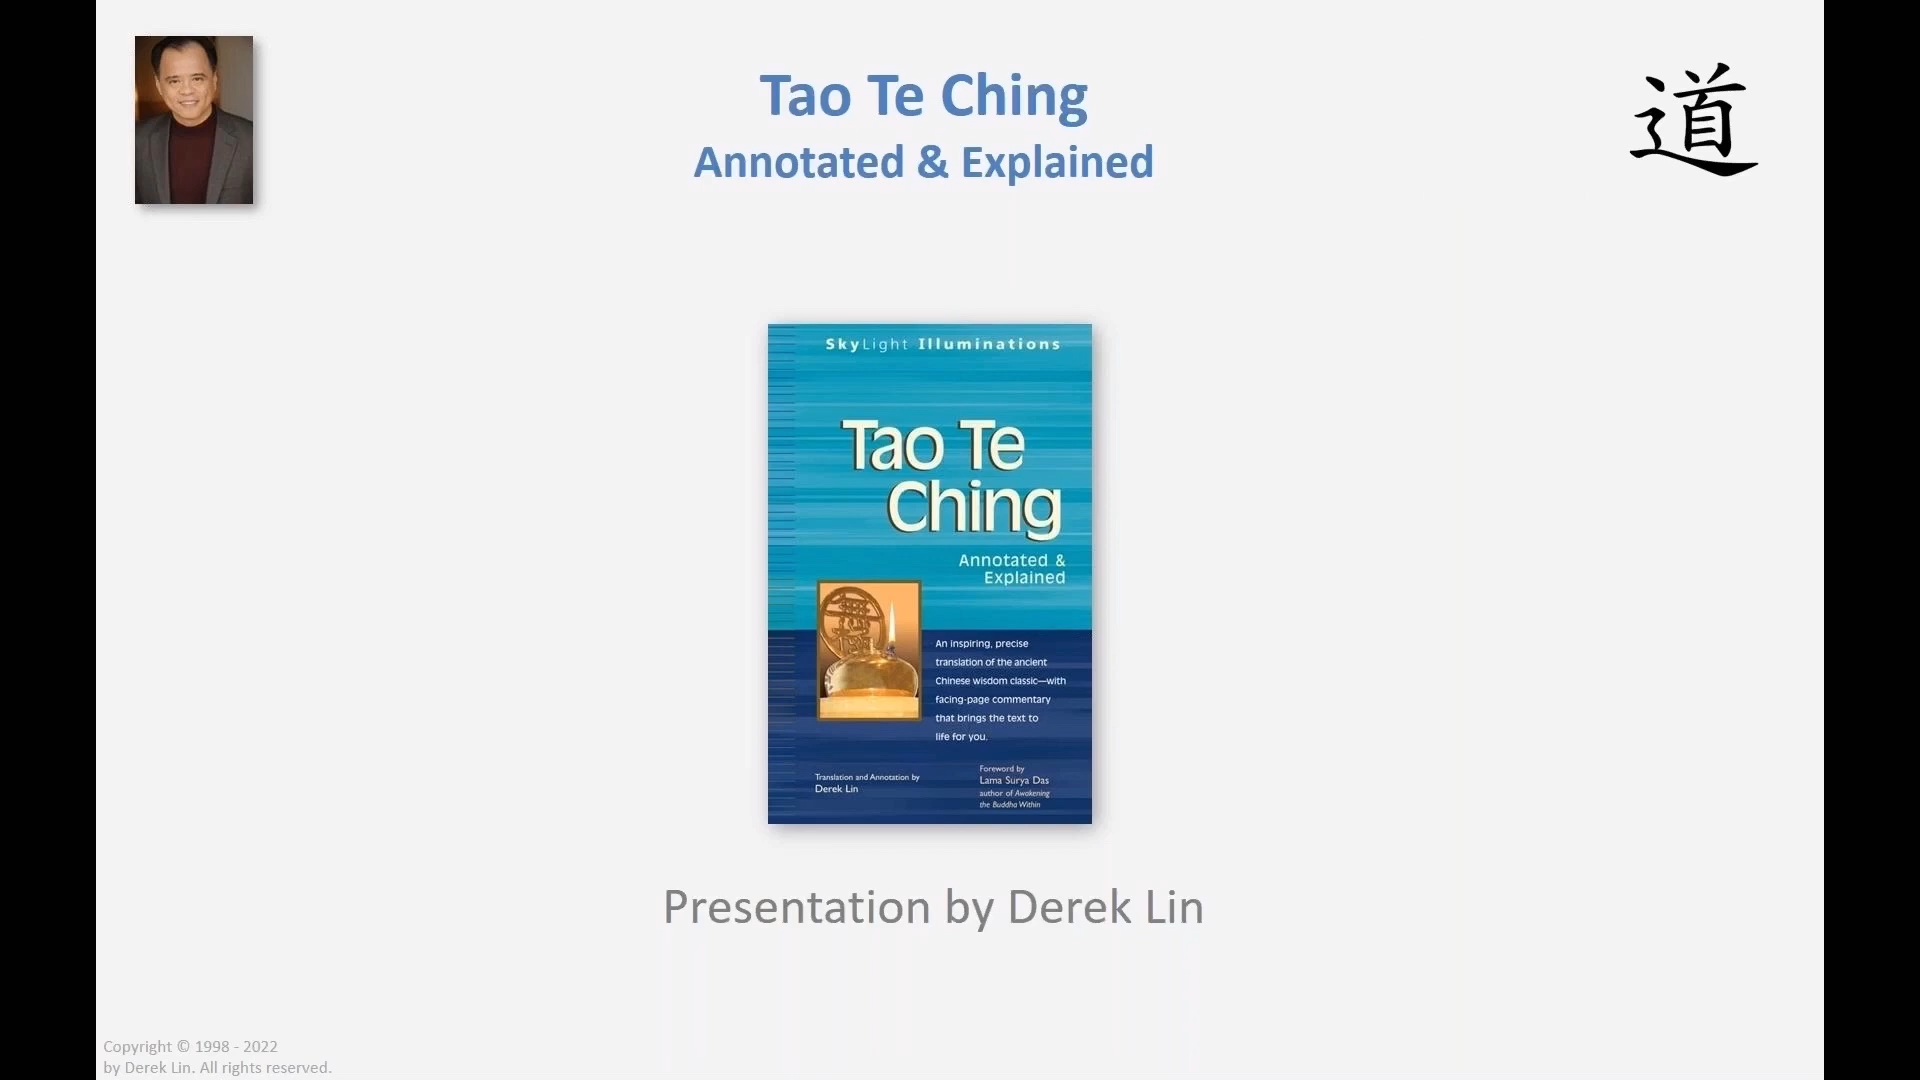 Tao Te Ching
Annotated & Explained
道
SkyLight Illuminations
Tao Te
Ching
Annotated &
Explained
An inspiring, precise
translation of the ancient
Chinese wisdom classic—with
facing-page commentary
that brings the text to
life for you.
Translation and Annotation by
Derek Lin
Foreword by
Lama Surya Das
author of Awakening
the Buddha Within
Presentation by Derek Lin
Copyright © 1998 - 2022
by Derek Lin. All rights reserved.